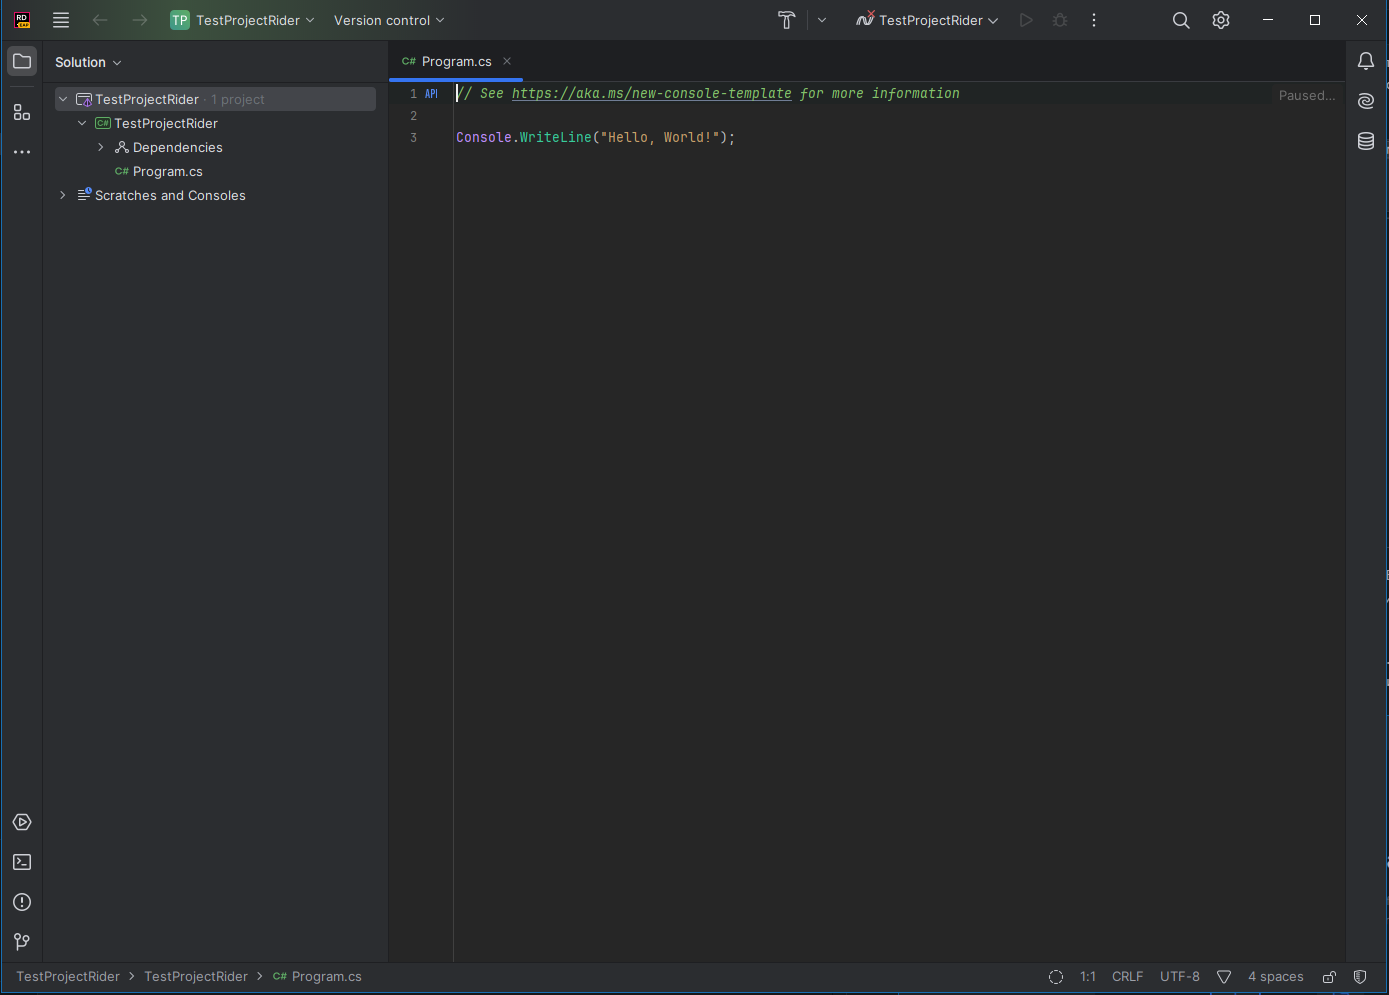 RD
EAP
TP TestProjectRider Version control
TestProjectRider
Solution
C# Program.cs
TestProjectRider · 1 project
C# TestProjectRider
Dependencies
C# Program.cs
Scratches and Consoles
1 API // See https://aka.ms/new-console-template for more information
Paused...
2
3 Console.WriteLine("Hello, World!");
TestProjectRider > TestProjectRider > C# Program.cs
1:1 CRLF UTF-8 4 spaces